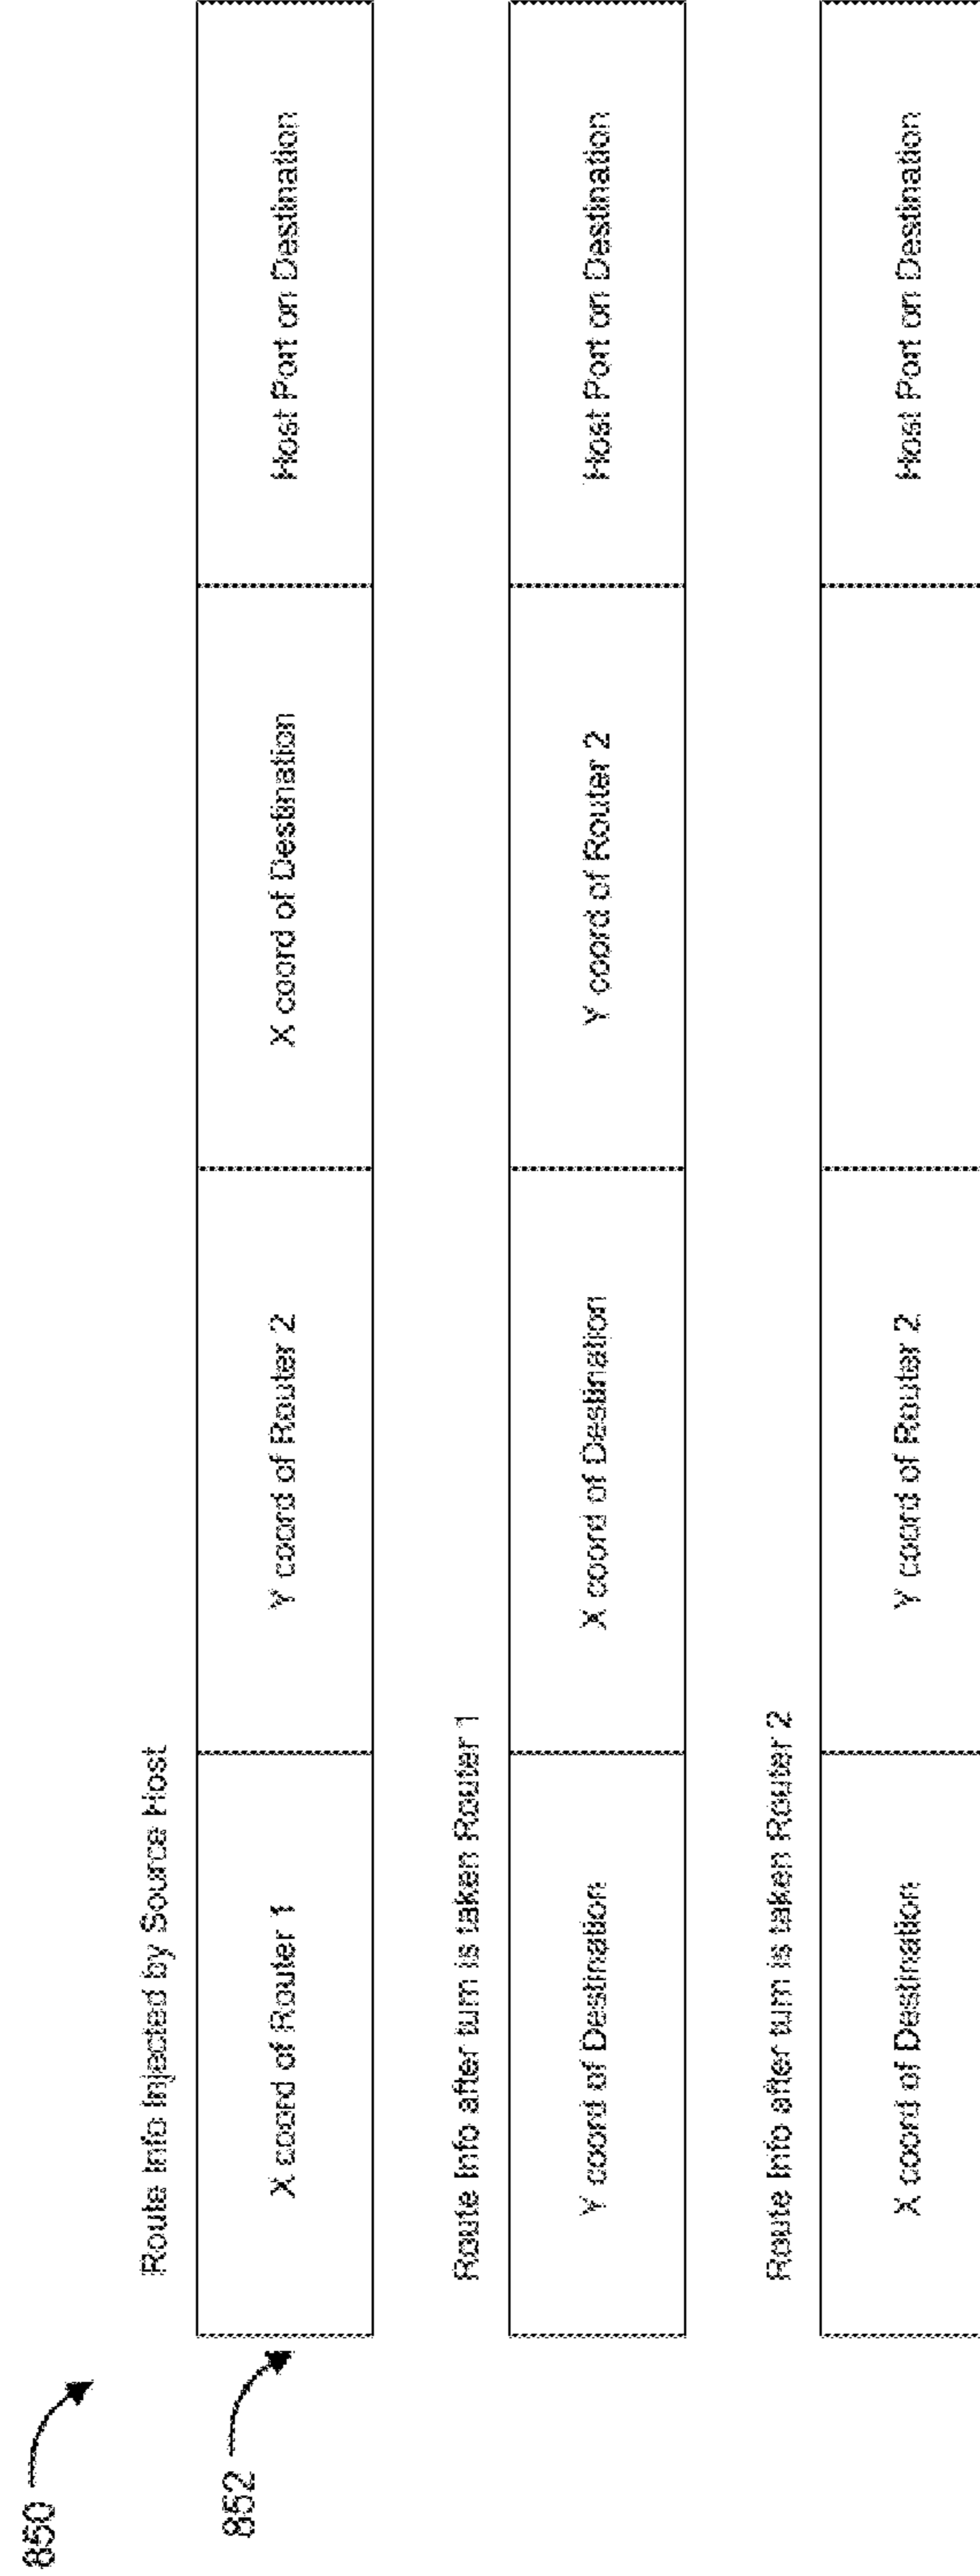 850
852
Route Info Injected by Source Host
X coord of Router 1
Y coord of Router 2
X coord of Destination
Host Port on Destination
Route Info after turn is taken Router 1
Y coord of Destination
X coord of Destination
Y coord of Router 2
Host Port on Destination
Route Info after turn is taken Router 2
X coord of Destination
Y coord of Router 2
Host Port on Destination